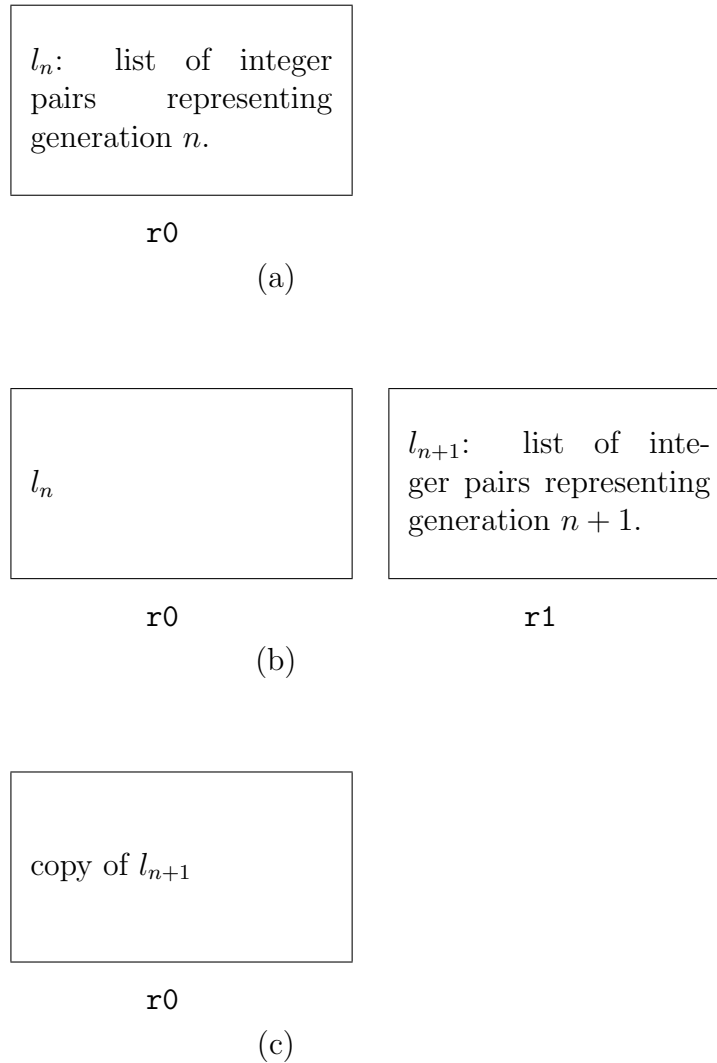 l_n: list of integer
pairs representing
generation n.
r0
(a)
l_n
l_{n+1}: list of inte-
ger pairs representing
generation n + 1.
r0 r1
(b)
copy of l_{n+1}
r0
(c)